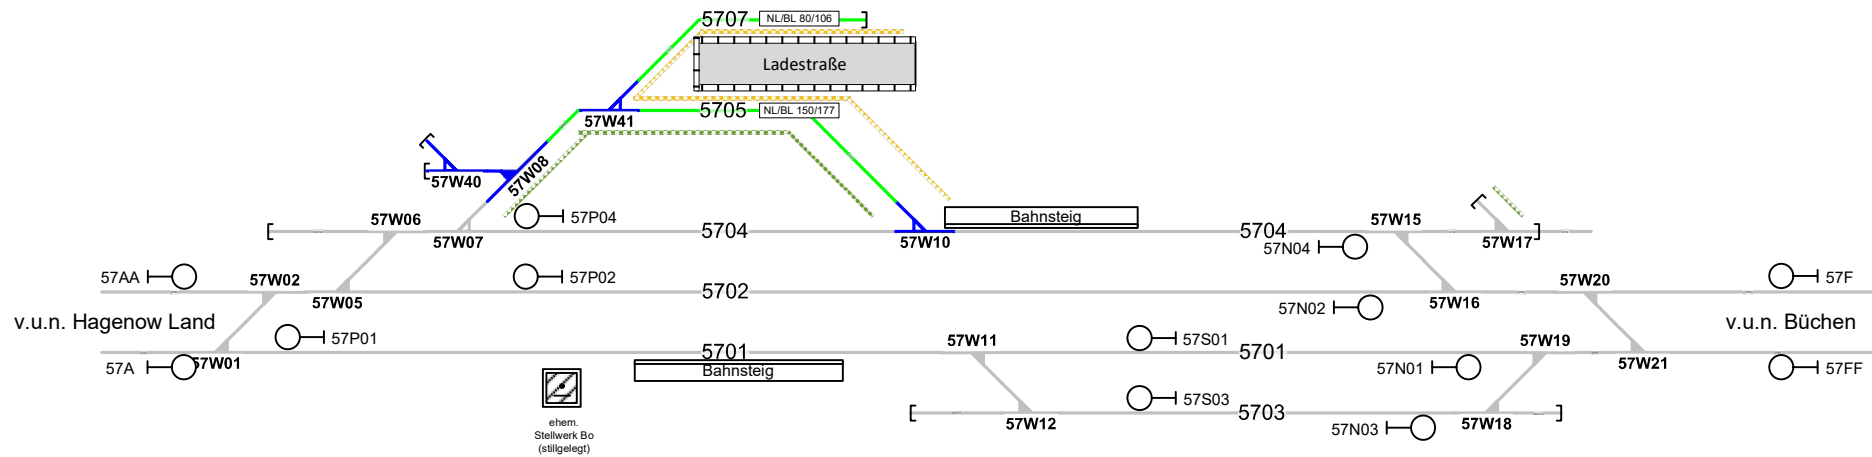 5707 NL/BL 80/106
Ladestraße
5705 NL/BL 150/177
57W41
57W08
57W40
57W06 57P04 Bahnsteig 57W15
57W07 5704 57W10 5704 57N04 57W17
57AA 57W02 57P02 57W20 57F
57W05 5702 57N02 57W16
v.u.n. Hagenow Land v.u.n. Büchen
57P01 57W11 57S01 57W19
57A 57W01 5701 5701 57N01 57W21 57FF
Bahnsteig
57S03
57W12 5703 57N03 57W18
ehem.
Stellwerk Bo
(stillgelegt)